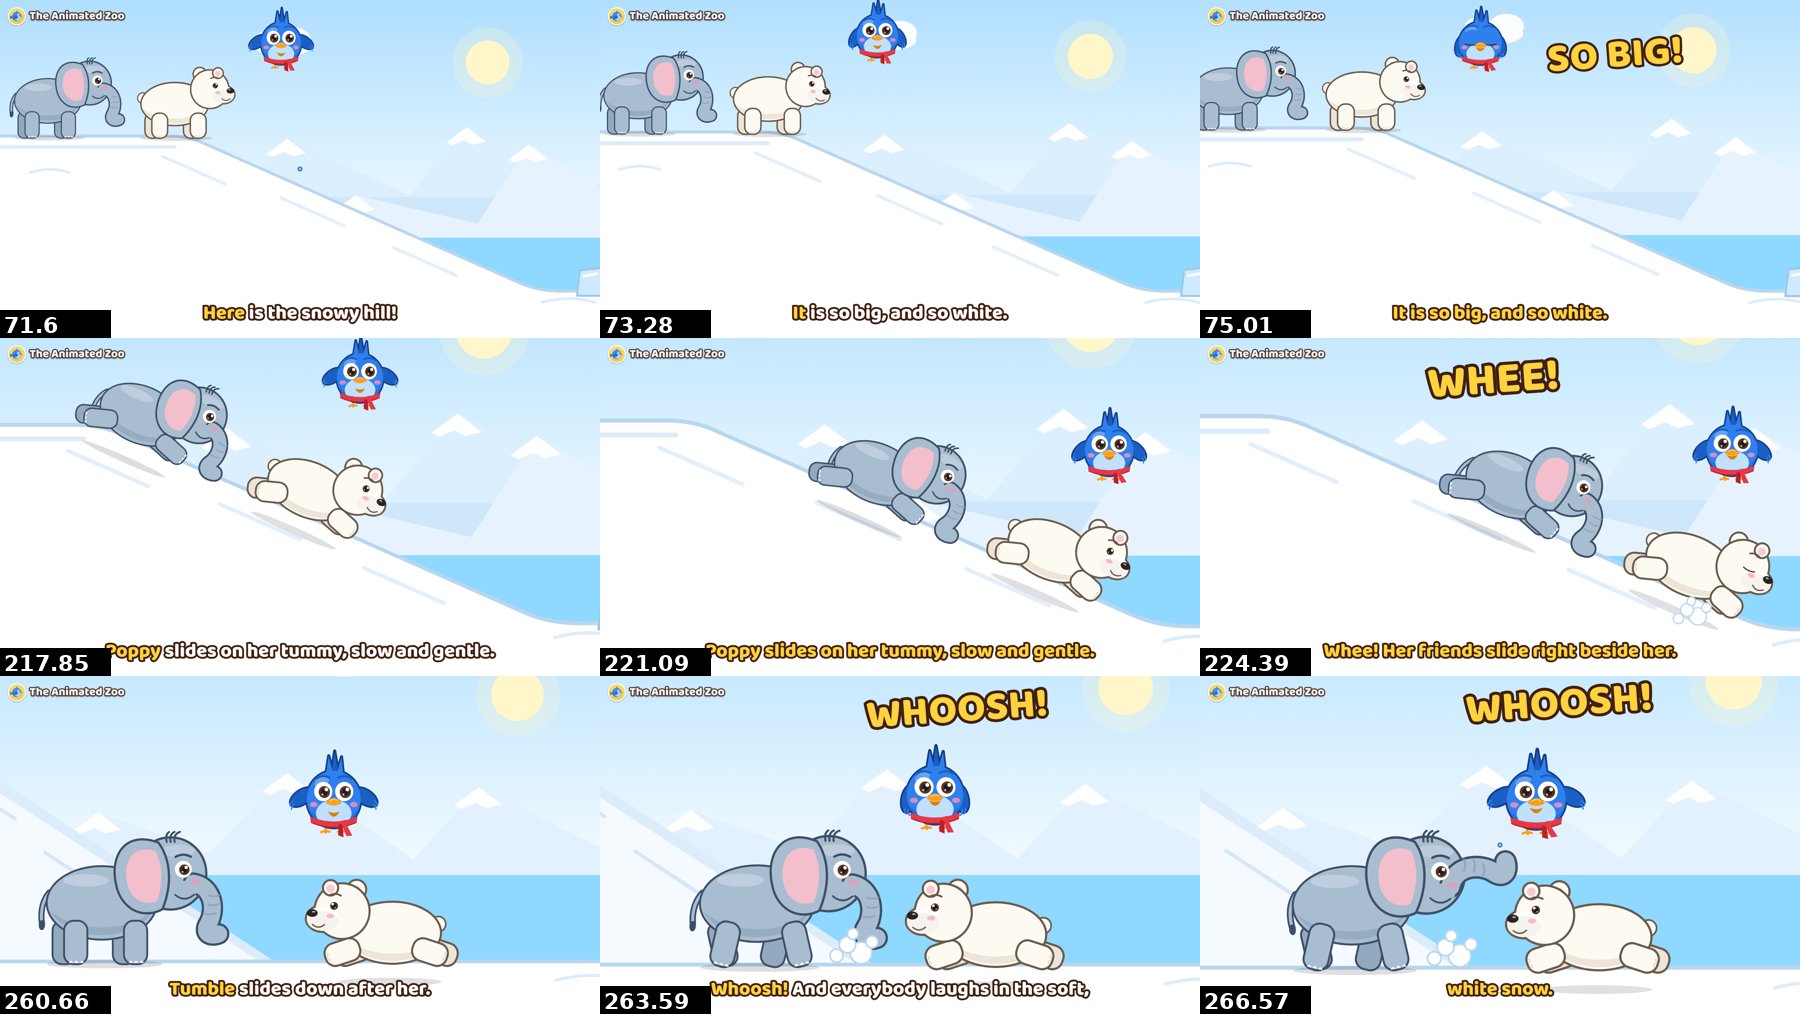 The Animated Zoo
Here is the snowy hill!
71.6
The Animated Zoo
It is so big, and so white.
73.28
The Animated Zoo
SO BIG!
It is so big, and so white.
75.01
The Animated Zoo
Poppy slides on her tummy, slow and gentle.
217.85
The Animated Zoo
Poppy slides on her tummy, slow and gentle.
221.09
The Animated Zoo
WHEE!
Whee! Her friends slide right beside her.
224.39
The Animated Zoo
Tumble slides down after her.
260.66
The Animated Zoo
WHOOSH!
Whoosh! And everybody laughs in the soft,
263.59
The Animated Zoo
WHOOSH!
white snow.
266.57